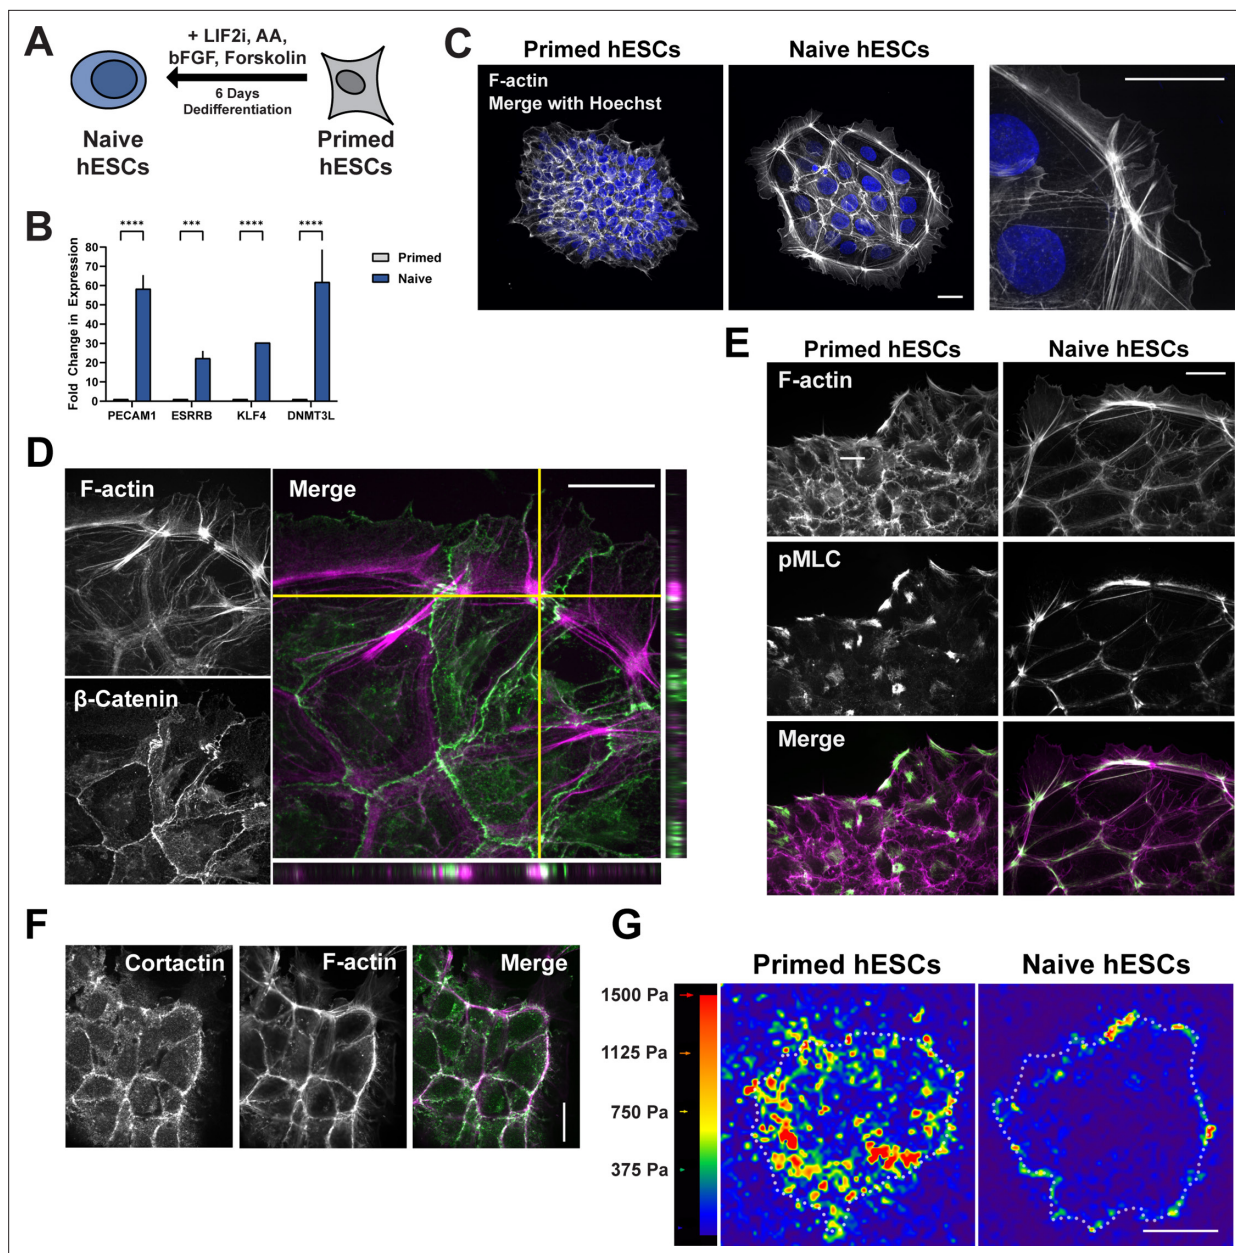 A
+ LIF2i, AA,
bFGF, Forskolin
6 Days
Dedifferentiation
Naive
hESCs
Primed
hESCs
B
**** *** **** ****
Fold Change in Expression
80
70
60
50
40
30
20
10
0
PECAM1 ESRRB KLF4 DNMT3L
Primed
Naive
C
Primed hESCs Naive hESCs
F-actin
Merge with Hoechst
D
F-actin
β-Catenin
Merge
E
Primed hESCs Naive hESCs
F-actin
pMLC
Merge
F
Cortactin F-actin Merge
G
Primed hESCs Naive hESCs
1500 Pa
1125 Pa
750 Pa
375 Pa